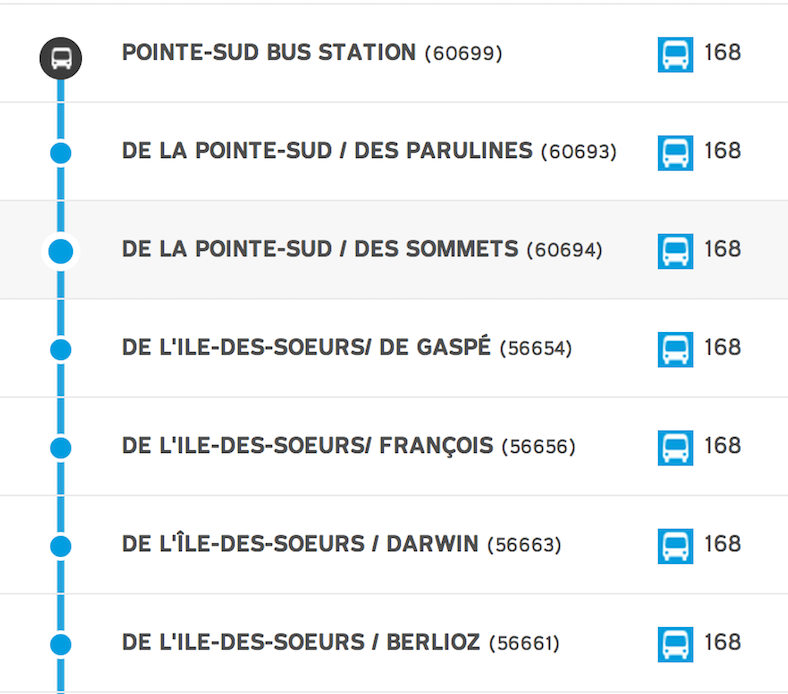 POINTE-SUD BUS STATION (60699) 168
DE LA POINTE-SUD / DES PARULINES (60693) 168
DE LA POINTE-SUD / DES SOMMETS (60694) 168
DE L'ILE-DES-SOEURS/ DE GASPÉ (56654) 168
DE L'ILE-DES-SOEURS/ FRANÇOIS (56656) 168
DE L'ÎLE-DES-SOEURS / DARWIN (56663) 168
DE L'ILE-DES-SOEURS / BERLIOZ (56661) 168